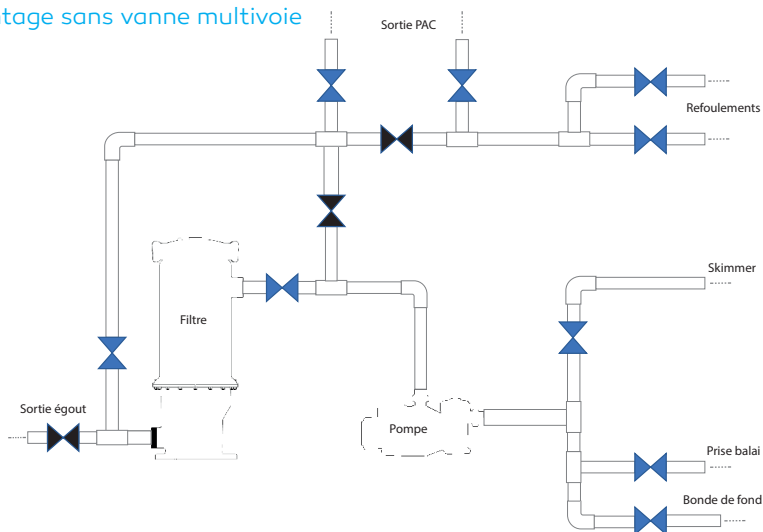 tage sans vanne multivoie
Sortie PAC
Refoulements
Skimmer
Filtre
Sortie égout
Pompe
Prise balai
Bonde de fond